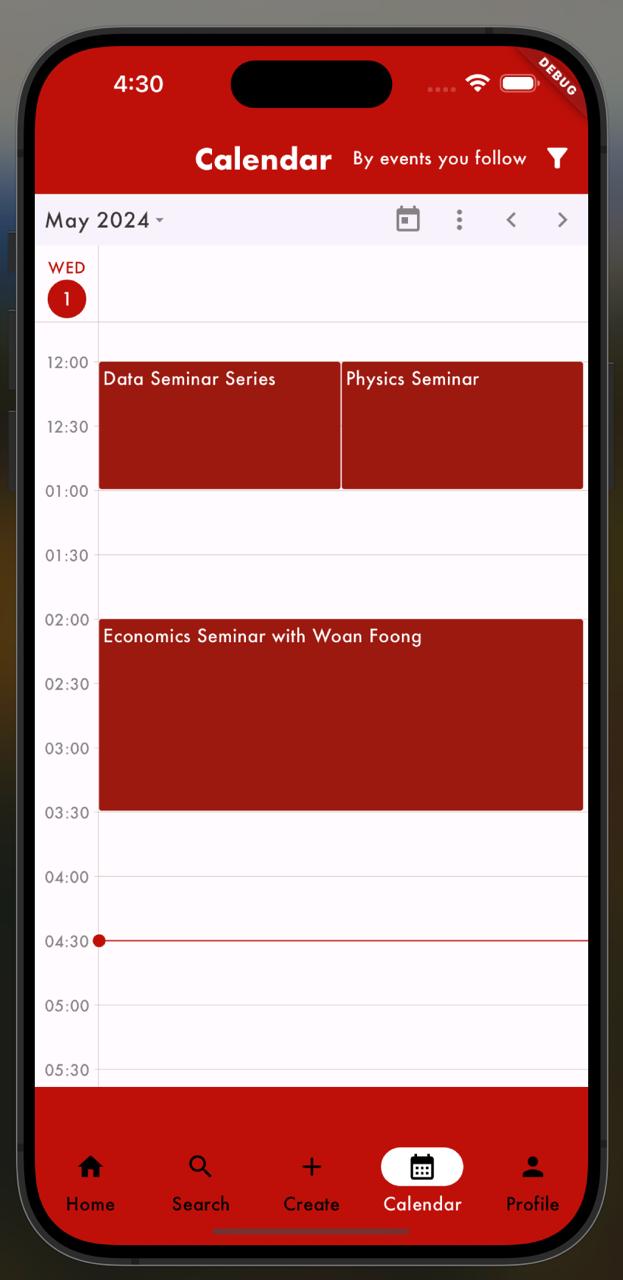 4:30
DEBUG
Calendar By events you follow
May 2024
WED
1
12:00
Data Seminar Series Physics Seminar
12:30
01:00
01:30
02:00
Economics Seminar with Woan Foong
02:30
03:00
03:30
04:00
04:30
05:00
05:30
Home Search Create Calendar Profile